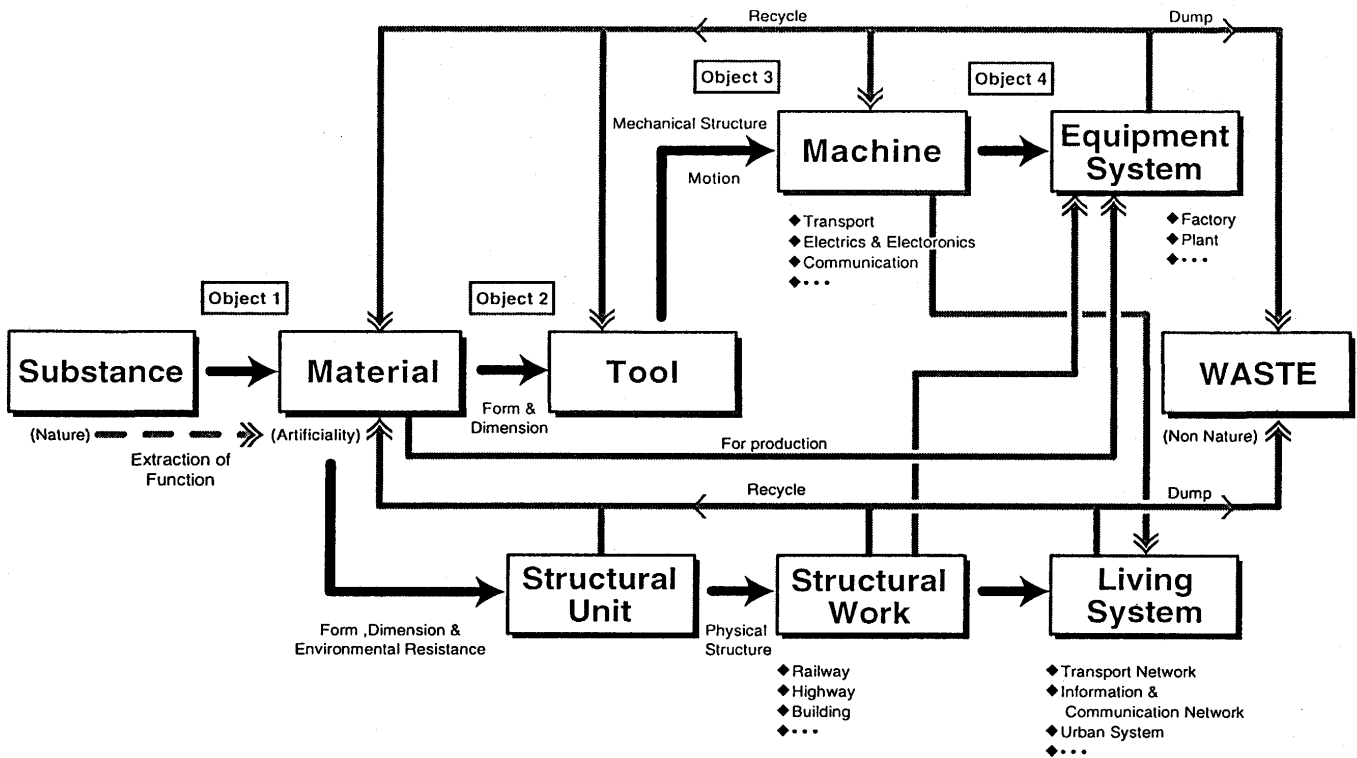 Recycle
Dump
Object 3
Object 4
Mechanical Structure
Motion
Machine
Equipment
System
◆Transport
◆Electrics & Electoronics
◆Communication
◆・・・
◆Factory
◆Plant
◆・・・
Object 1
Object 2
Substance
Material
Tool
WASTE
(Nature)
(Artificiality)
Form &
Dimension
(Non Nature)
Extraction of
Function
For production
Recycle
Dump
Structural
Unit
Structural
Work
Living
System
Form ,Dimension &
Environmental Resistance
Physical
Structure
◆Railway
◆Highway
◆Building
◆・・・
◆Transport Network
◆Information &
Communication Network
◆Urban System
◆・・・